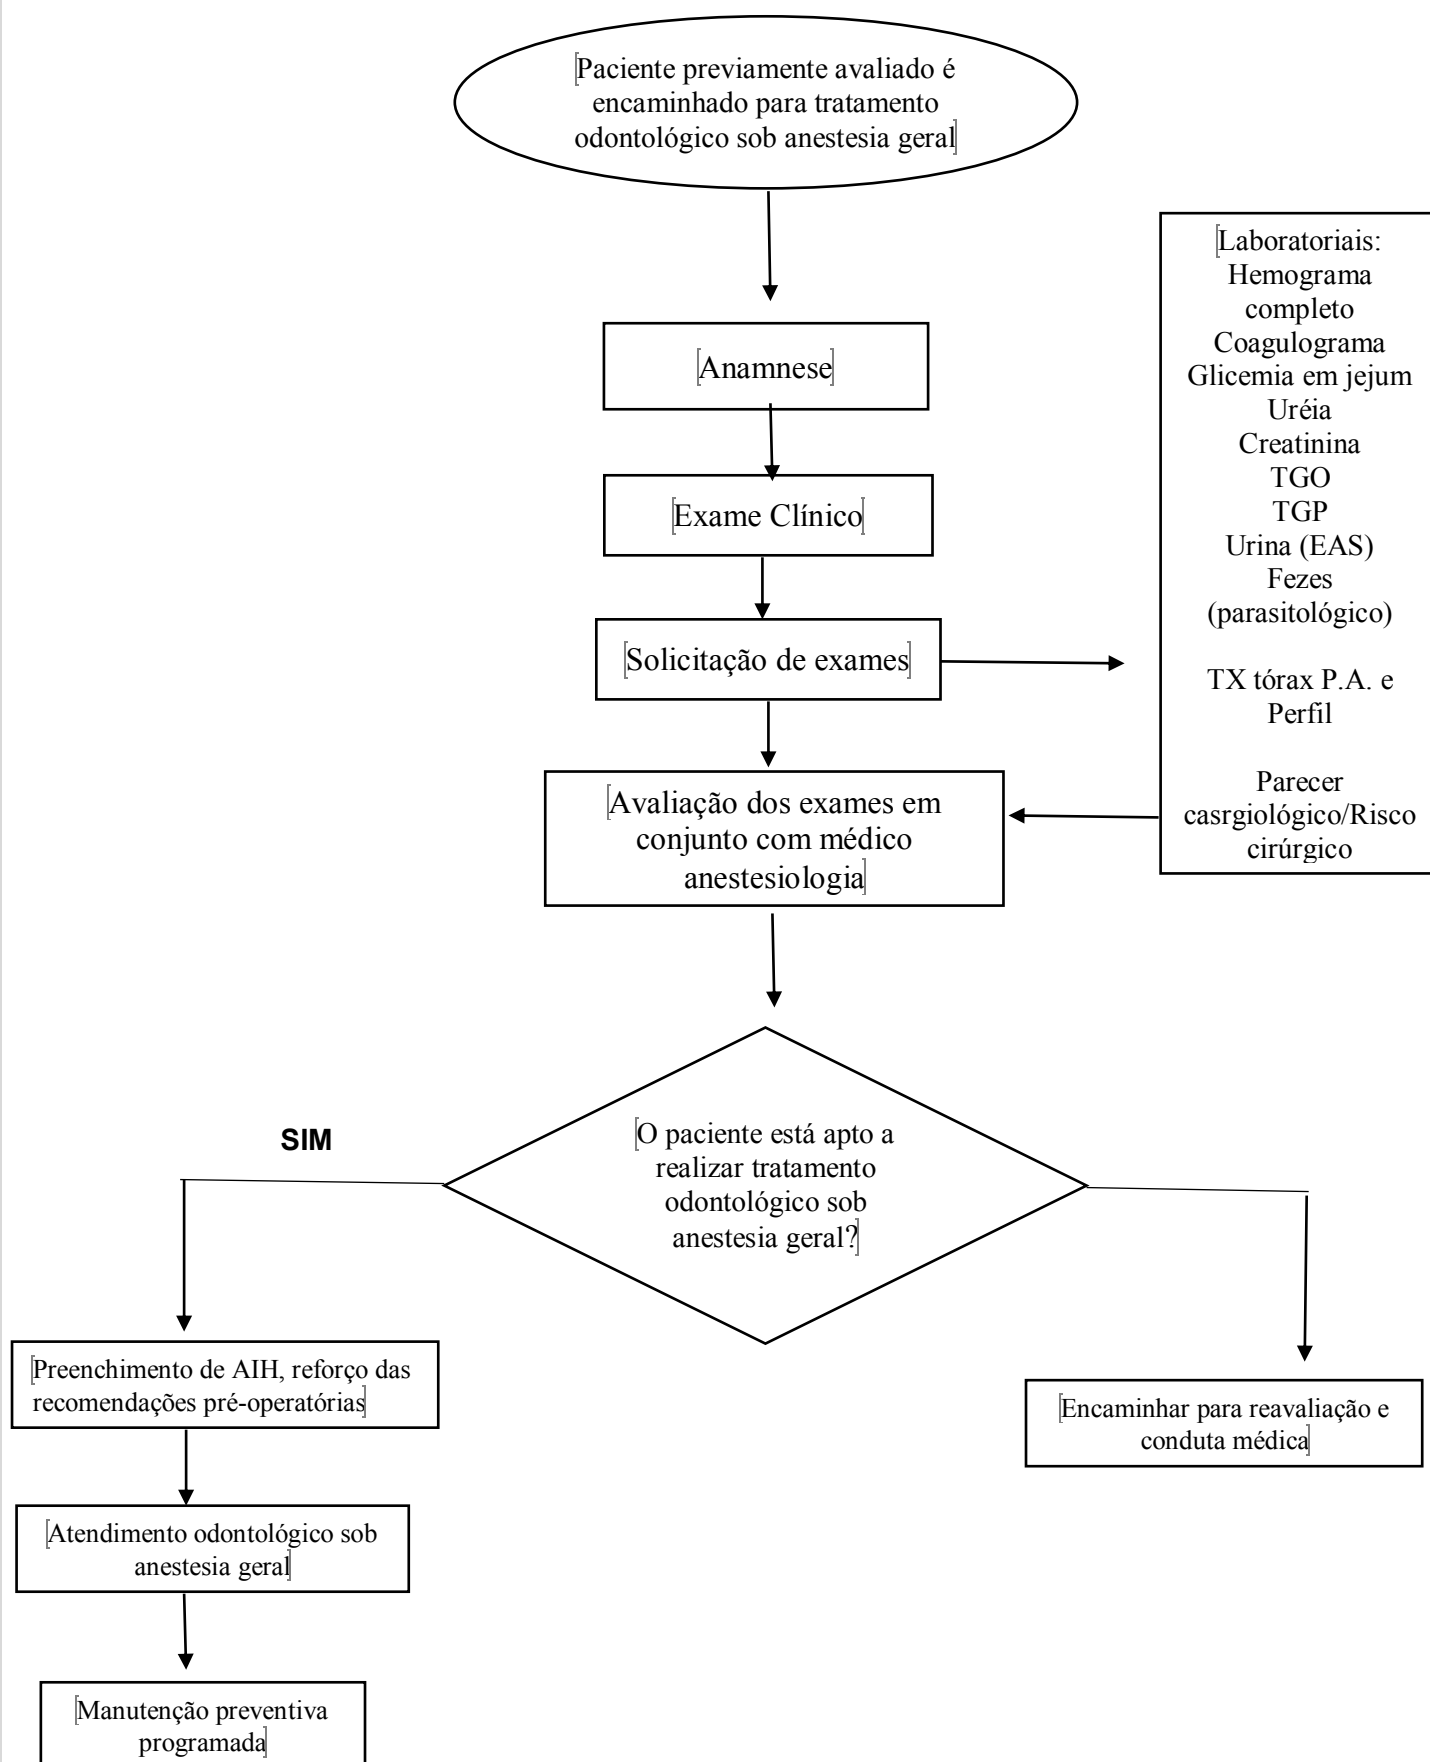 Paciente previamente avaliado é
encaminhado para tratamento
odontológico sob anestesia geral
Anamnese
Exame Clínico
Solicitação de exames
Laboratoriais:
Hemograma
completo
Coagulograma
Glicemia em jejum
Uréia
Creatinina
TGO
TGP
Urina (EAS)
Fezes
(parasitológico)
TX tórax P.A. e
Perfil
Parecer
casrgiológico/Risco
cirúrgico
Avaliação dos exames em
conjunto com médico
anestesiologia
O paciente está apto a
realizar tratamento
odontológico sob
anestesia geral?
SIM
Preenchimento de AIH, reforço das
recomendações pré-operatórias
Atendimento odontológico sob
anestesia geral
Manutenção preventiva
programada
Encaminhar para reavaliação e
conduta médica